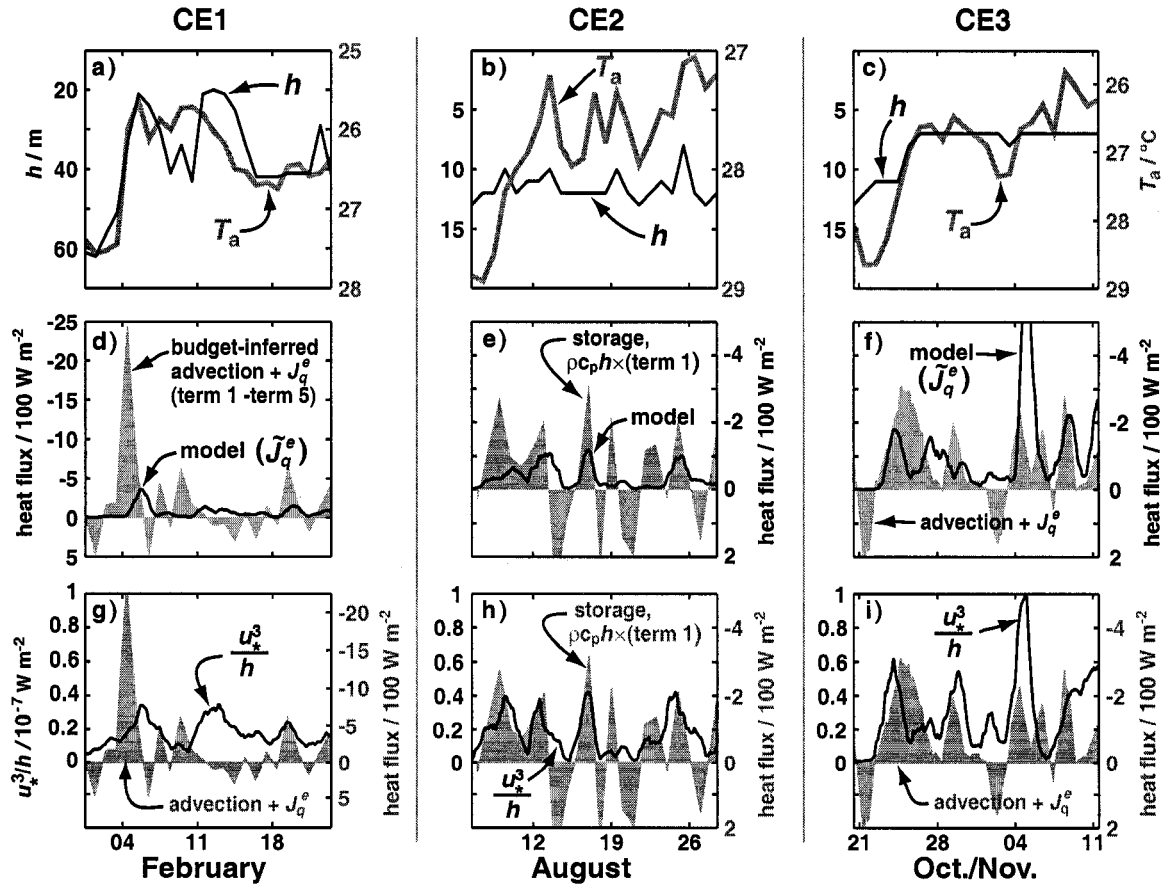 CE1 CE2 CE3
a) h T_a
h / m
20
40
60
25
26
27
28
b) T_a h
5
10
15
27
28
29
c) h T_a
5
10
15
26
27
28
29
T_a / °C
d) budget-inferred
advection + J_q^e
(term 1 -term 5)
model (J̃_q^e)
heat flux / 100 W m⁻²
-25
-20
-15
-10
-5
0
5
e) storage,
ρc_p h×(term 1)
model
-4
-2
0
2
heat flux / 100 W m⁻²
f) model
(J̃_q^e)
advection + J_q^e
-4
-2
0
2
heat flux / 100 W m⁻²
g) u_*^3
h
advection + J_q^e
u_*^3/h /10⁻⁷ W m⁻²
1
0.8
0.6
0.4
0.2
0
-20
-15
-10
-5
0
5
heat flux / 100 W m⁻²
h) storage,
ρc_p h×(term 1)
u_*^3
h
1
0.8
0.6
0.4
0.2
0
-4
-2
0
2
heat flux / 100 W m⁻²
i) u_*^3
h
advection + J_q^e
1
0.8
0.6
0.4
0.2
0
-4
-2
0
2
heat flux / 100 W m⁻²
04 11 18
February
12 19 26
August
21 28 04 11
Oct./Nov.